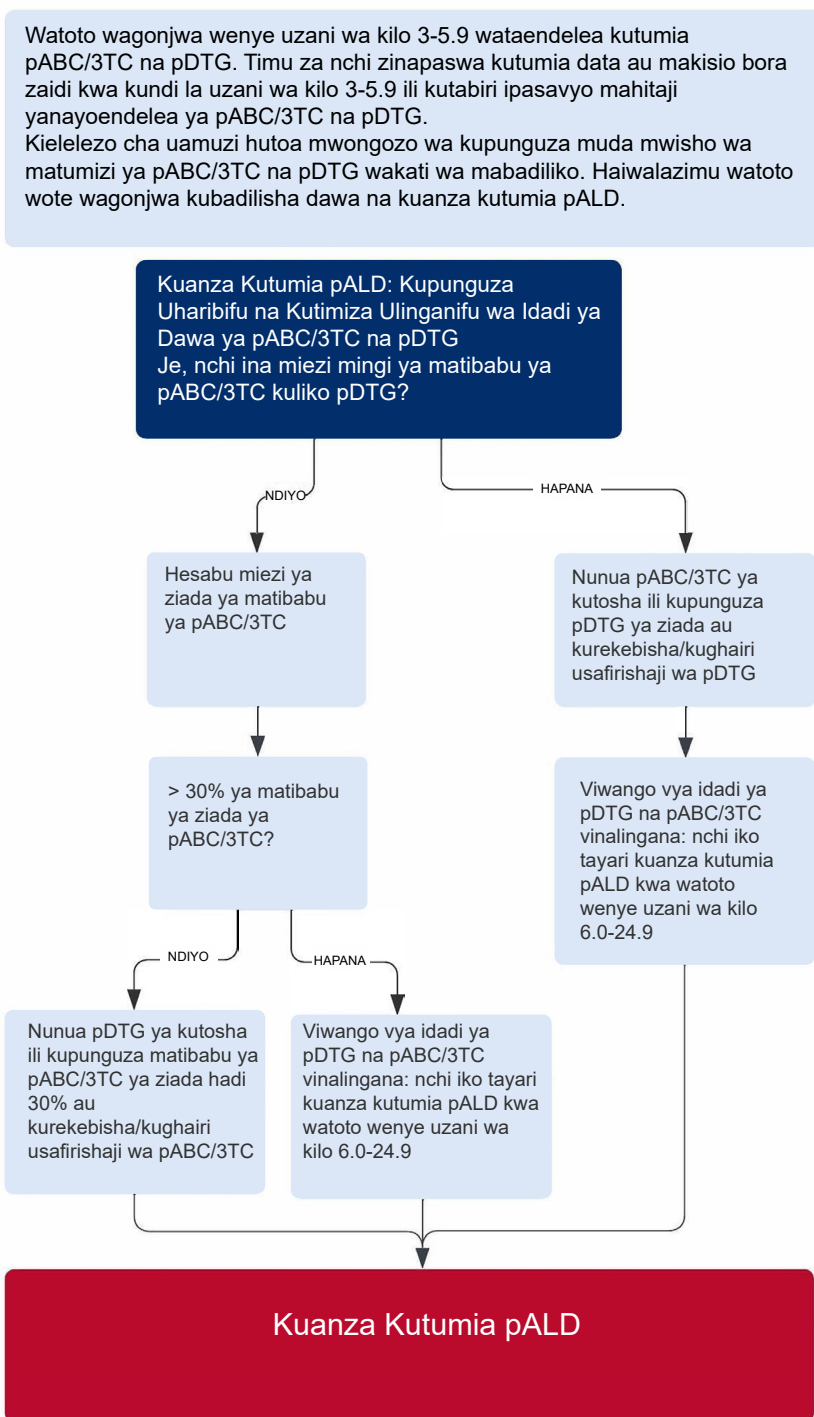 Watoto wagonjwa wenye uzani wa kilo 3-5.9 wataendelea kutumia
pABC/3TC na pDTG. Timu za nchi zinapaswa kutumia data au makisio bora
zaidi kwa kundi la uzani wa kilo 3-5.9 ili kutabiri ipasavyo mahitaji
yanayoendelea ya pABC/3TC na pDTG.
Kielelezo cha uamuzi hutoa mwongozo wa kupunguza muda mwisho wa
matumizi ya pABC/3TC na pDTG wakati wa mabadiliko. Haiwalazimu watoto
wote wagonjwa kubadilisha dawa na kuanza kutumia pALD.
Kuanza Kutumia pALD: Kupunguza
Uharibifu na Kutimiza Ulinganifu wa Idadi ya
Dawa ya pABC/3TC na pDTG
Je, nchi ina miezi mingi ya matibabu ya
pABC/3TC kuliko pDTG?
NDIYO
HAPANA
Hesabu miezi ya
ziada ya matibabu
ya pABC/3TC
Nunua pABC/3TC ya
kutosha ili kupunguza
pDTG ya ziada au
kurekebisha/kughairi
usafirishaji wa pDTG
> 30% ya matibabu
ya ziada ya
pABC/3TC?
Viwango vya idadi ya
pDTG na pABC/3TC
vinalingana: nchi iko
tayari kuanza kutumia
pALD kwa watoto
wenye uzani wa kilo
6.0-24.9
NDIYO
HAPANA
Nunua pDTG ya kutosha
ili kupunguza matibabu ya
pABC/3TC ya ziada hadi
30% au
kurekebisha/kughairi
usafirishaji wa pABC/3TC
Viwango vya idadi ya
pDTG na pABC/3TC
vinalingana: nchi iko tayari
kuanza kutumia pALD kwa
watoto wenye uzani wa
kilo 6.0-24.9
Kuanza Kutumia pALD